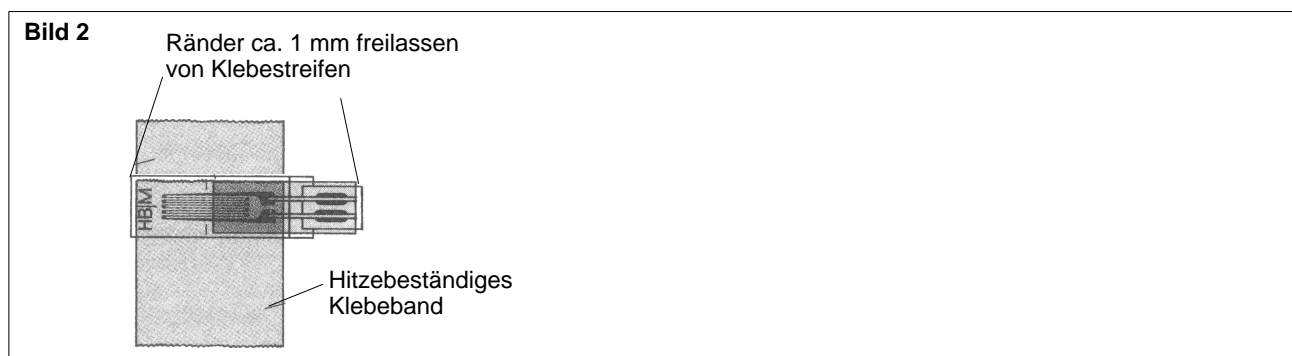 Bild 2
Ränder ca. 1 mm freilassen
von Klebestreifen
HBM
Hitzebeständiges
Klebeband